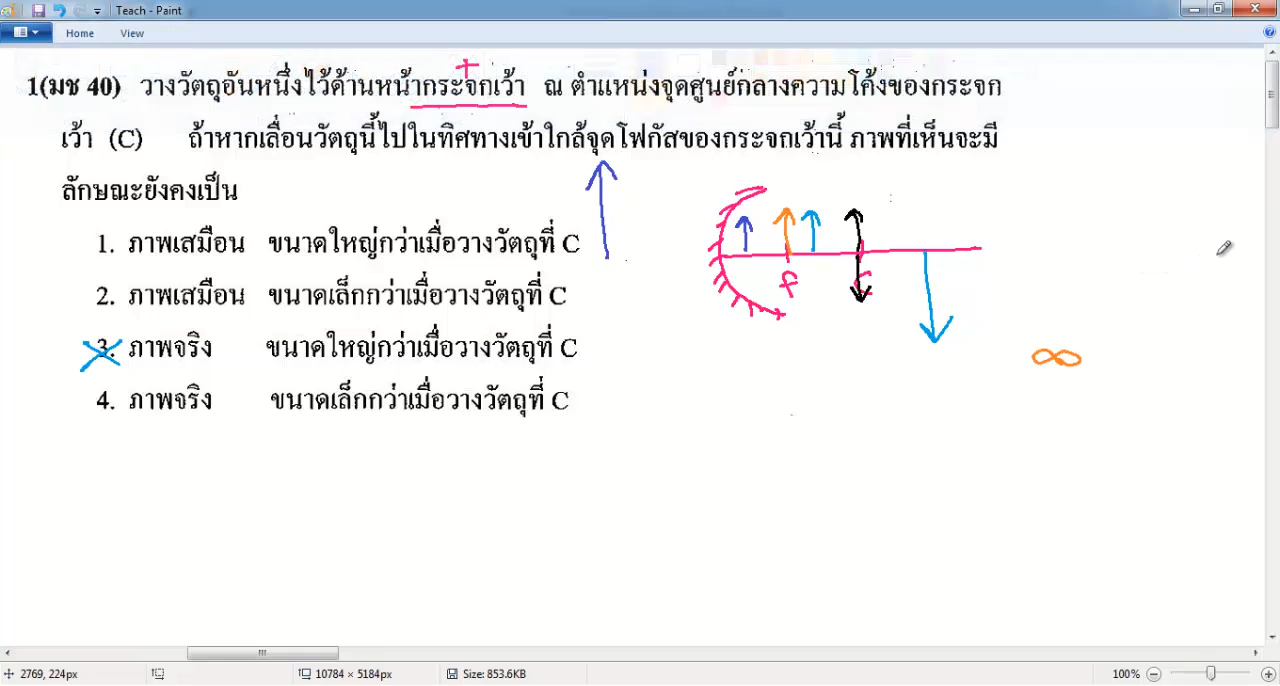 Teach - Paint
Home View
+
1(มช 40) วางวัตถุอันหนึ่งไว้ด้านหน้ากระจกเว้า ณ ตำแหน่งจุดศูนย์กลางความโค้งของกระจก
เว้า (C) ถ้าหากเลื่อนวัตถุนี้ไปในทิศทางเข้าใกล้จุดโฟกัสของกระจกเว้านี้ ภาพที่เห็นจะมี
ลักษณะยังคงเป็น
1. ภาพเสมือน ขนาดใหญ่กว่าเมื่อวางวัตถุที่ C
2. ภาพเสมือน ขนาดเล็กกว่าเมื่อวางวัตถุที่ C
3. ภาพจริง ขนาดใหญ่กว่าเมื่อวางวัตถุที่ C
4. ภาพจริง ขนาดเล็กกว่าเมื่อวางวัตถุที่ C
f
∞
2769, 224px 10784 × 5184px Size: 853.6KB 100%